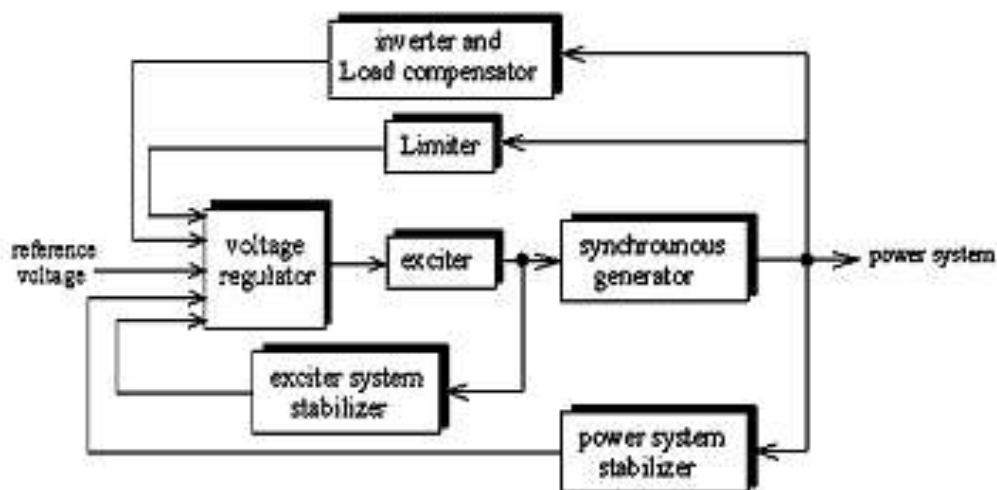 inverter and
Load compensator
Limiter
reference
voltage
voltage
regulator
exciter
synchrounous
generator
power system
exciter system
stabilizer
power system
stabilizer